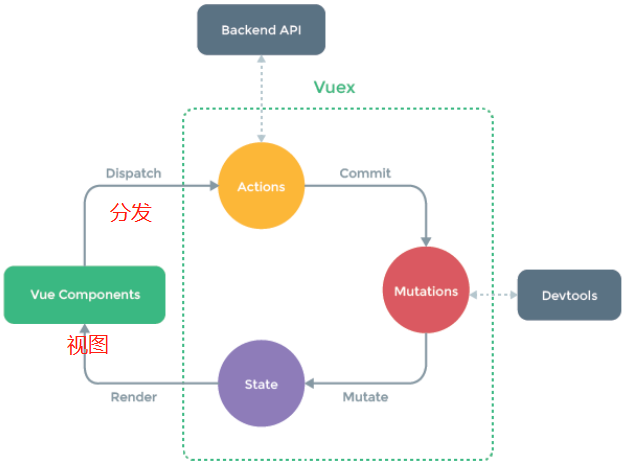 Backend API
Vuex
Dispatch
Actions
Commit
分发
Vue Components
Mutations
Devtools
视图
State
Render
Mutate